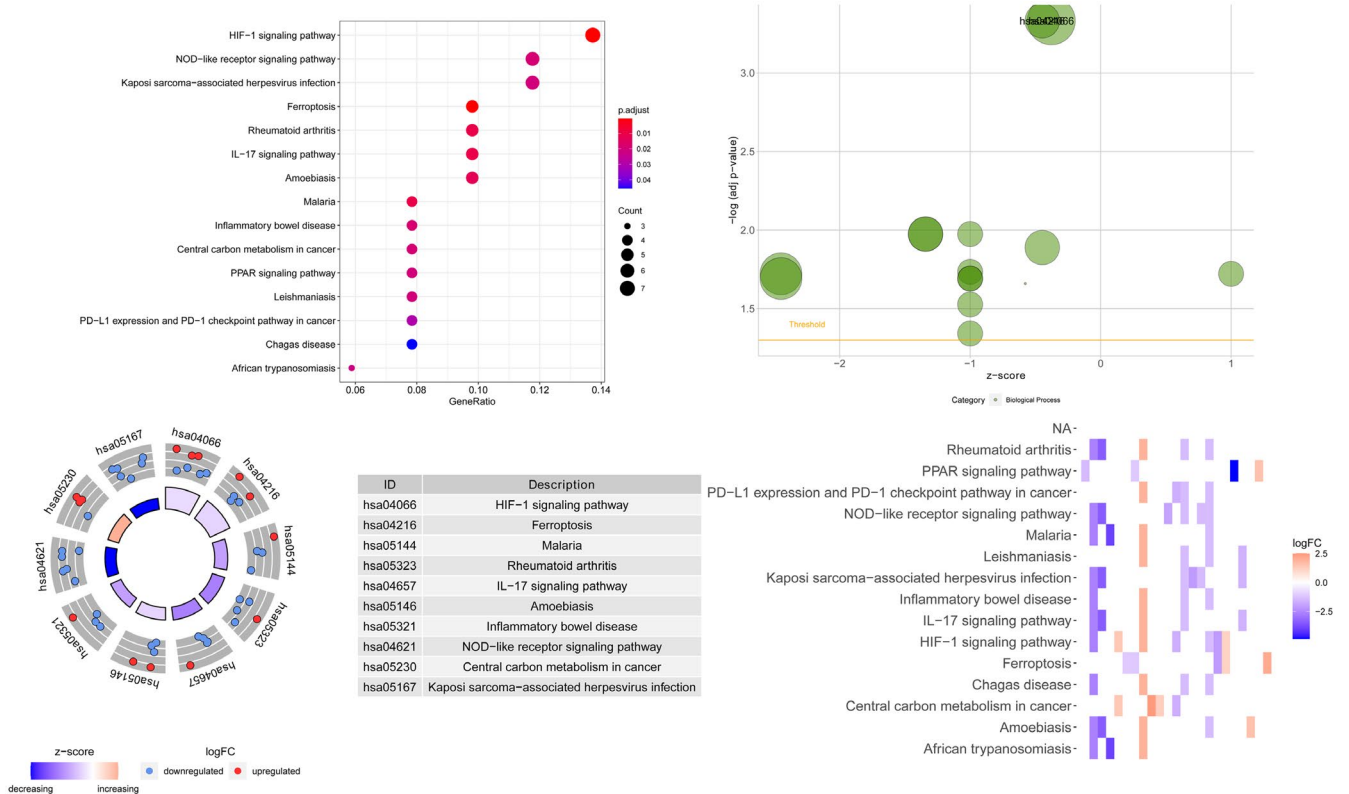 HIF−1 signaling pathway
NOD−like receptor signaling pathway
Kaposi sarcoma−associated herpesvirus infection
Ferroptosis
Rheumatoid arthritis
IL−17 signaling pathway
Amoebiasis
Malaria
Inflammatory bowel disease
Central carbon metabolism in cancer
PPAR signaling pathway
Leishmaniasis
PD−L1 expression and PD−1 checkpoint pathway in cancer
Chagas disease
African trypanosomiasis
0.06 0.08 0.10 0.12 0.14
GeneRatio
p.adjust
0.01
0.02
0.03
0.04
Count
3
4
5
6
7
3.0
2.5
2.0
1.5
−log (adj p−value)
Threshold
−2 −1 0 1
z−score
Category Biological Process
hsa04066
hsa04216
hsa05144
hsa05323
hsa04657
hsa05146
hsa05321
hsa04621
hsa05230
hsa05167
z−score
decreasing increasing
logFC
downregulated upregulated
ID Description
hsa04066 HIF−1 signaling pathway
hsa04216 Ferroptosis
hsa05144 Malaria
hsa05323 Rheumatoid arthritis
hsa04657 IL−17 signaling pathway
hsa05146 Amoebiasis
hsa05321 Inflammatory bowel disease
hsa04621 NOD−like receptor signaling pathway
hsa05230 Central carbon metabolism in cancer
hsa05167 Kaposi sarcoma−associated herpesvirus infection
NA
Rheumatoid arthritis
PPAR signaling pathway
PD−L1 expression and PD−1 checkpoint pathway in cancer
NOD−like receptor signaling pathway
Malaria
Leishmaniasis
Kaposi sarcoma−associated herpesvirus infection
Inflammatory bowel disease
IL−17 signaling pathway
HIF−1 signaling pathway
Ferroptosis
Chagas disease
Central carbon metabolism in cancer
Amoebiasis
African trypanosomiasis
logFC
2.5
0.0
−2.5